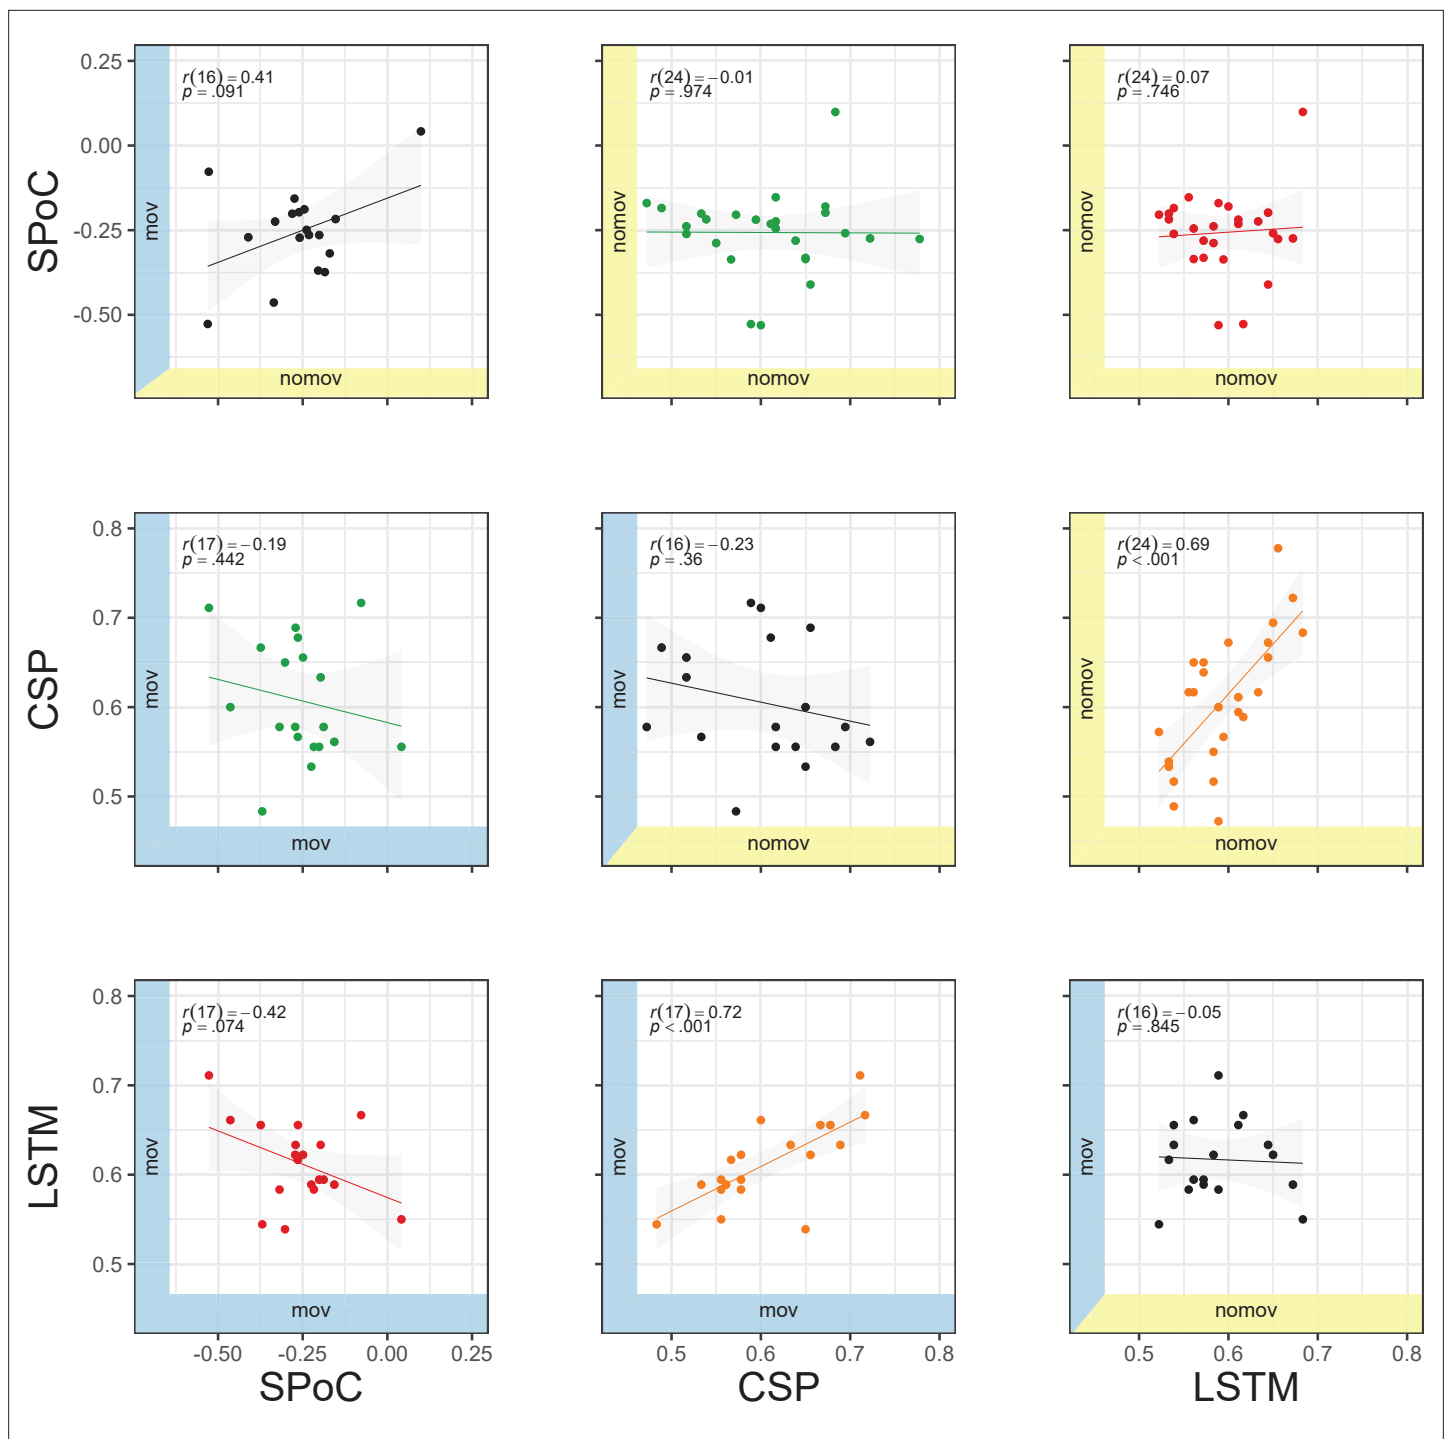 0.25
0.00
-0.25
-0.50
SPoC
r(16) = 0.41
p = .091
mov
nomov
r(24) = −0.01
p = .974
nomov
nomov
r(24) = 0.07
p = .746
nomov
nomov
0.8
0.7
0.6
0.5
CSP
r(17) = −0.19
p = .442
mov
mov
r(16) = −0.23
p = .36
mov
nomov
r(24) = 0.69
p < .001
nomov
nomov
0.8
0.7
0.6
0.5
LSTM
r(17) = −0.42
p = .074
mov
mov
r(17) = 0.72
p < .001
mov
mov
r(16) = −0.05
p = .845
mov
nomov
-0.50 -0.25 0.00 0.25
0.5 0.6 0.7 0.8
0.5 0.6 0.7 0.8
SPoC
CSP
LSTM